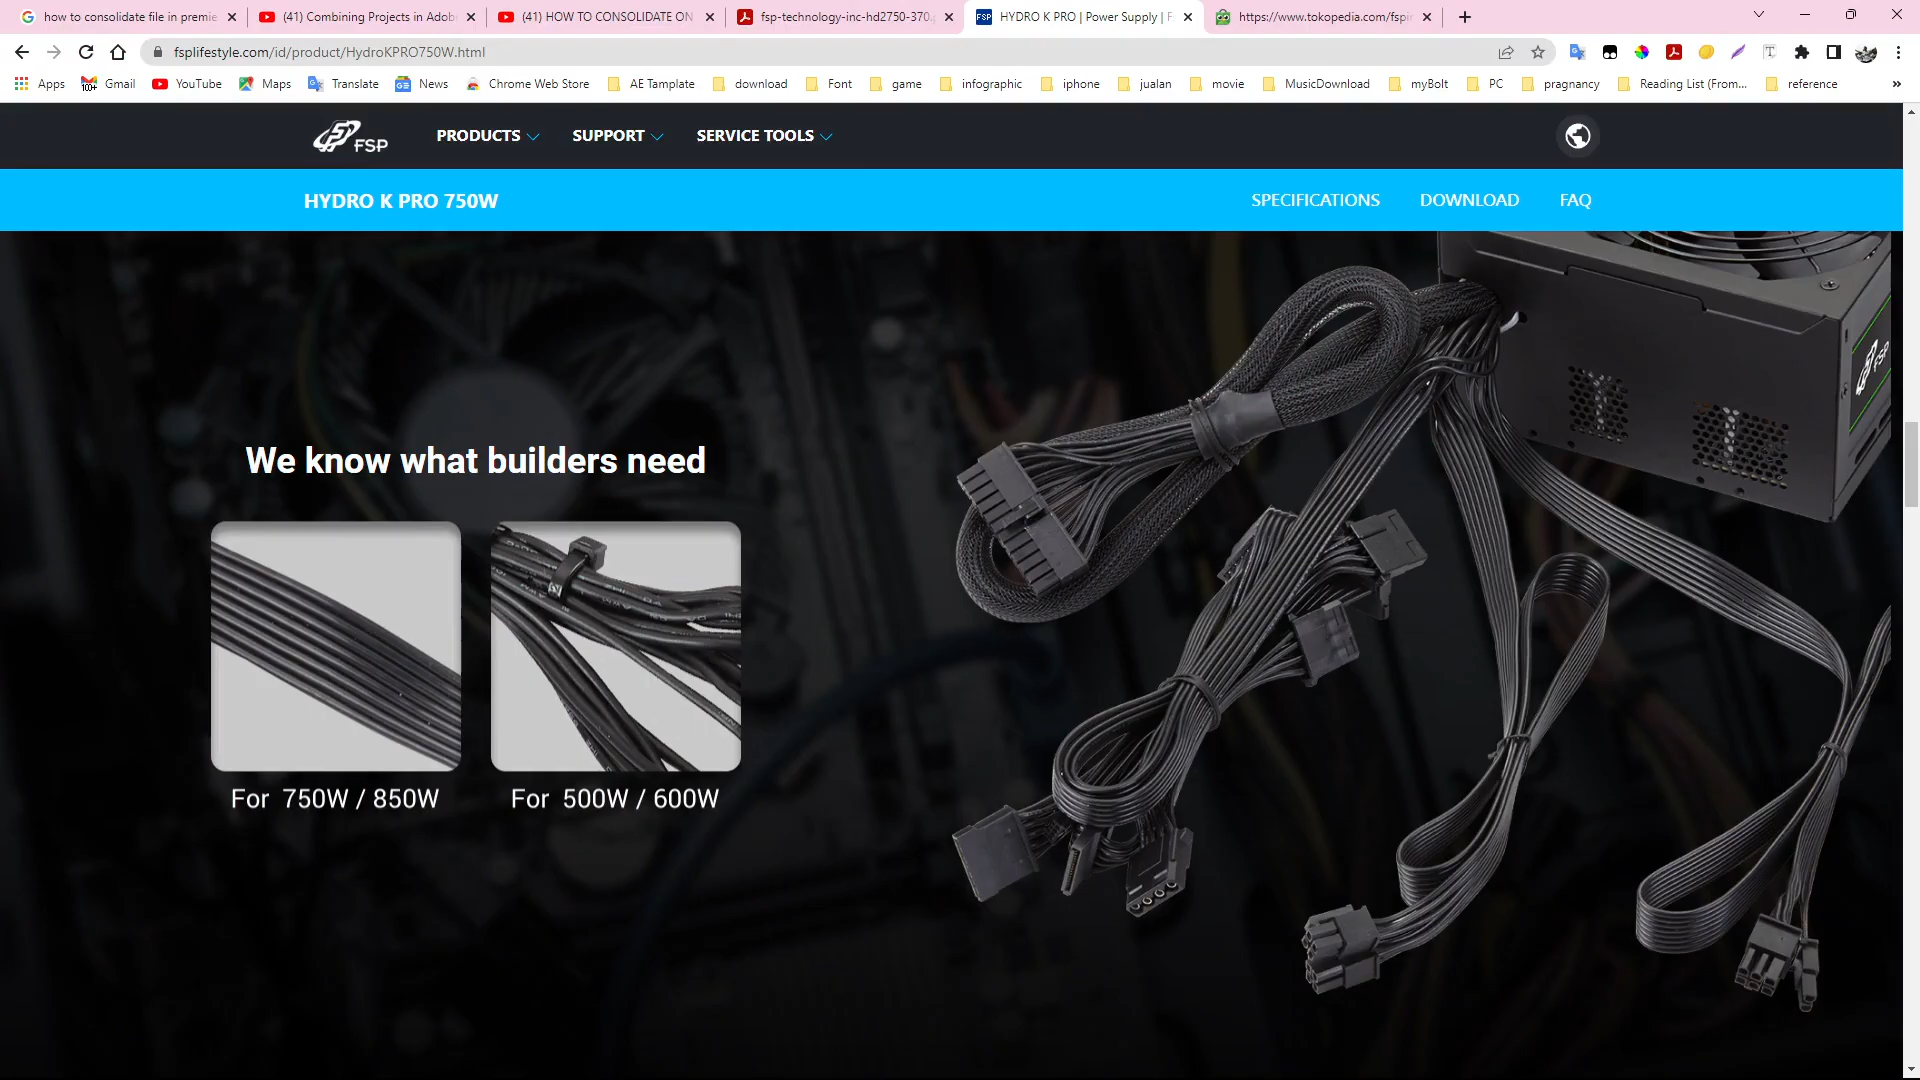 how to consolidate file in premie
(41) Combining Projects in Adob
(41) HOW TO CONSOLIDATE ON
fsp-technology-inc-hd2750-370.
FSP
HYDRO K PRO | Power Supply | F
https://www.tokopedia.com/fspin
fsplifestyle.com/id/product/HydroKPRO750W.html
Apps
10+
Gmail
YouTube
Maps
Translate
News
Chrome Web Store
AE Tamplate
download
Font
game
infographic
iphone
jualan
movie
MusicDownload
myBolt
PC
pragnancy
Reading List (From...
reference
»
FSP
PRODUCTS
SUPPORT
SERVICE TOOLS
HYDRO K PRO 750W
SPECIFICATIONS
DOWNLOAD
FAQ
We know what builders need
For 750W / 850W
For 500W / 600W
FSP